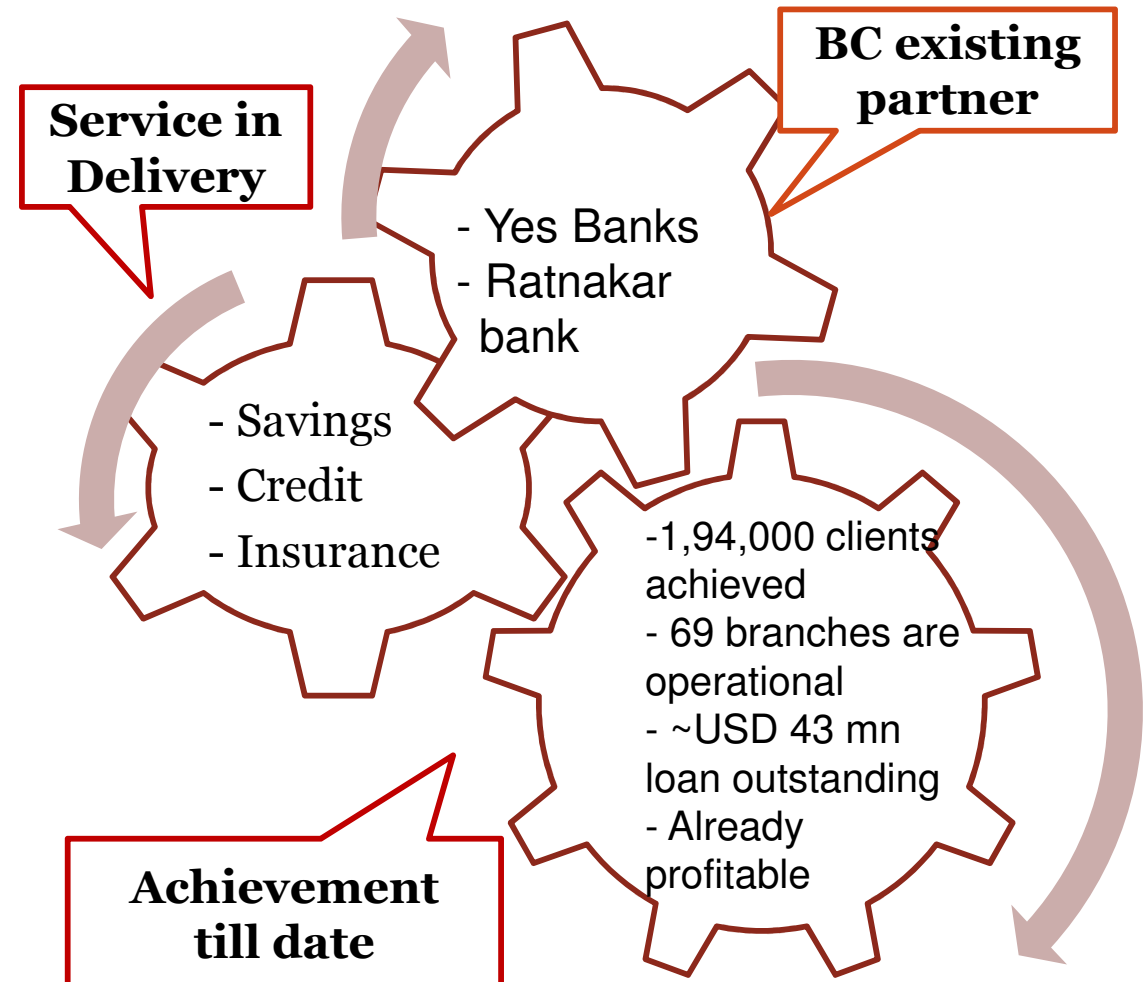 BC existing
partner
Service in
Delivery
- Yes Banks
- Ratnakar
bank
- Savings
- Credit
- Insurance
-1,94,000 clients
achieved
- 69 branches are
operational
- ~USD 43 mn
loan outstanding
- Already
profitable
Achievement
till date